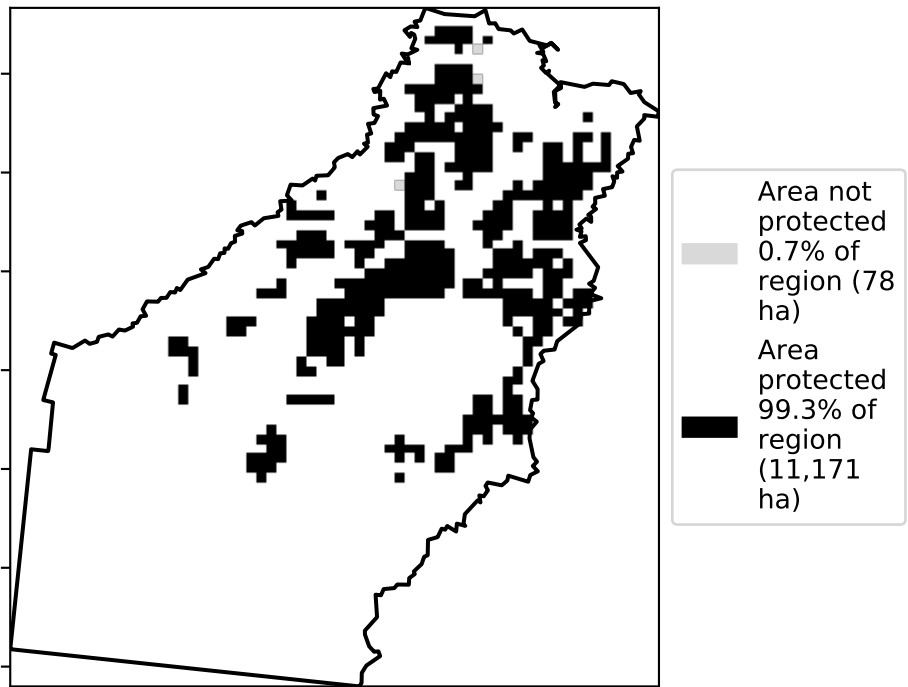 Area not
protected
0.7% of
region (78
ha)
Area
protected
99.3% of
region
(11,171
ha)